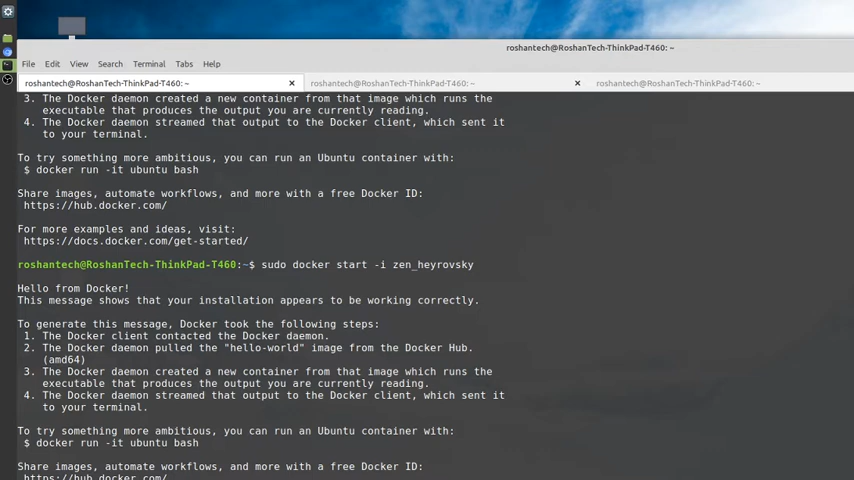 roshantech@RoshanTech-ThinkPad-T460: ~
File Edit View Search Terminal Tabs Help
roshantech@RoshanTech-ThinkPad-T460: ~ × roshantech@RoshanTech-ThinkPad-T460: ~ × roshantech@RoshanTech-ThinkPad-T460: ~
3. The Docker daemon created a new container from that image which runs the
executable that produces the output you are currently reading.
4. The Docker daemon streamed that output to the Docker client, which sent it
to your terminal.
To try something more ambitious, you can run an Ubuntu container with:
$ docker run -it ubuntu bash
Share images, automate workflows, and more with a free Docker ID:
https://hub.docker.com/
For more examples and ideas, visit:
https://docs.docker.com/get-started/
roshantech@RoshanTech-ThinkPad-T460:~$ sudo docker start -i zen_heyrovsky
Hello from Docker!
This message shows that your installation appears to be working correctly.
To generate this message, Docker took the following steps:
1. The Docker client contacted the Docker daemon.
2. The Docker daemon pulled the "hello-world" image from the Docker Hub.
(amd64)
3. The Docker daemon created a new container from that image which runs the
executable that produces the output you are currently reading.
4. The Docker daemon streamed that output to the Docker client, which sent it
to your terminal.
To try something more ambitious, you can run an Ubuntu container with:
$ docker run -it ubuntu bash
Share images, automate workflows, and more with a free Docker ID:
https://hub.docker.com/